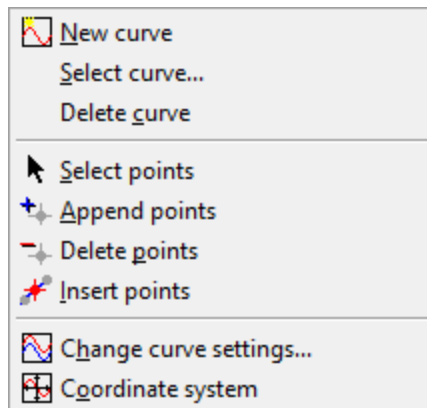 New curve
Select curve...
Delete curve
Select points
Append points
Delete points
Insert points
Change curve settings...
Coordinate system